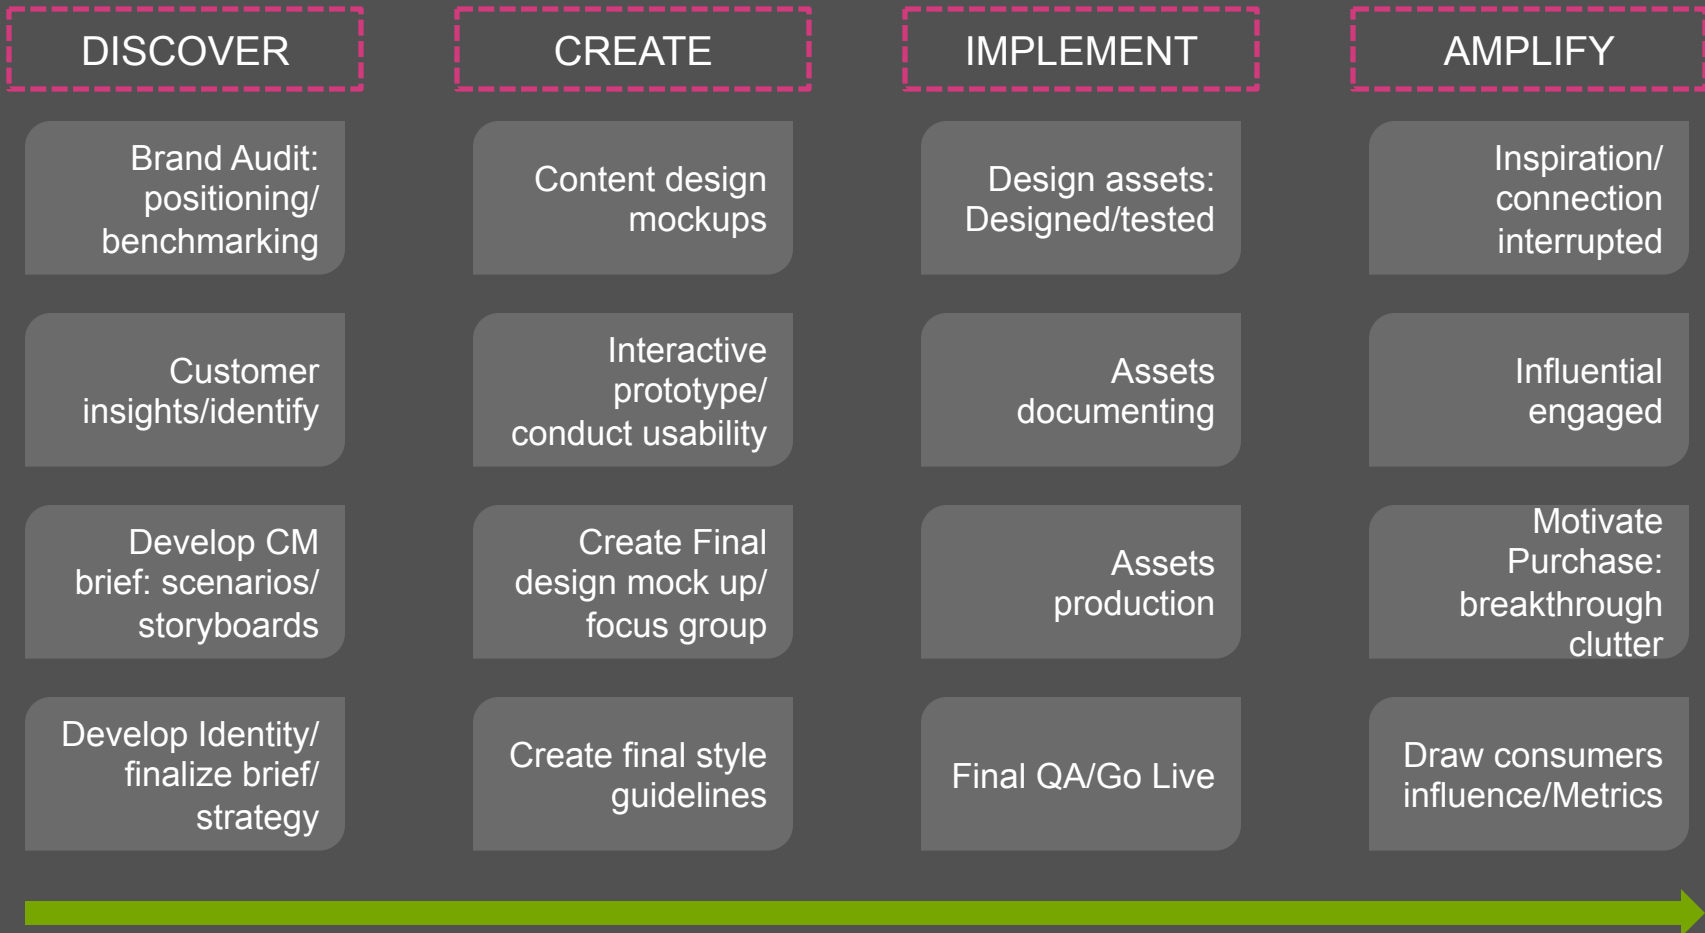 DISCOVER
Brand Audit:
positioning/
benchmarking
Customer
insights/identify
Develop CM
brief: scenarios/
storyboards
Develop Identity/
finalize brief/
strategy
CREATE
Content design
mockups
Interactive
prototype/
conduct usability
Create Final
design mock up/
focus group
Create final style
guidelines
IMPLEMENT
Design assets:
Designed/tested
Assets
documenting
Assets
production
Final QA/Go Live
AMPLIFY
Inspiration/
connection
interrupted
Influential
engaged
Motivate
Purchase:
breakthrough
clutter
Draw consumers
influence/Metrics